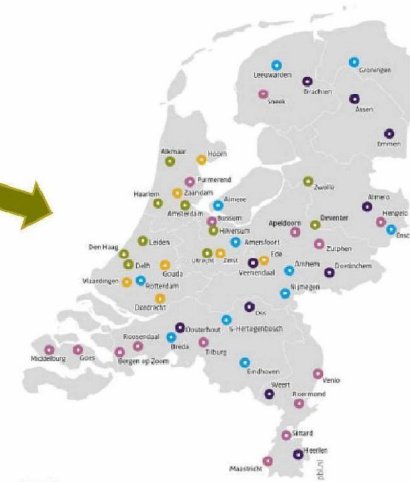 Leeuwarden
Groningen
Sneek
Drachten
Assen
Emmen
Alkmaar
Hoorn
Purmerend
Zaandam
Haarlem
Amsterdam
Almere
Bussum
Hilversum
Zwolle
Almelo
Hengelo
Apeldoorn
Deventer
Zutphen
Leiden
Den Haag
Delft
Utrecht
Zeist
Amersfoort
Ede
Veenendaal
Arnhem
Doetinchem
Gouda
Vlaardingen
Rotterdam
Nijmegen
Dordrecht
Oss
Oosterhout
S-Hertogenbosch
Roosendaal
Breda
Tilburg
Middelburg
Goes
Bergen op Zoom
Eindhoven
Venlo
Weert
Roermond
Sittard
Heerlen
Maastricht
pbl.nl